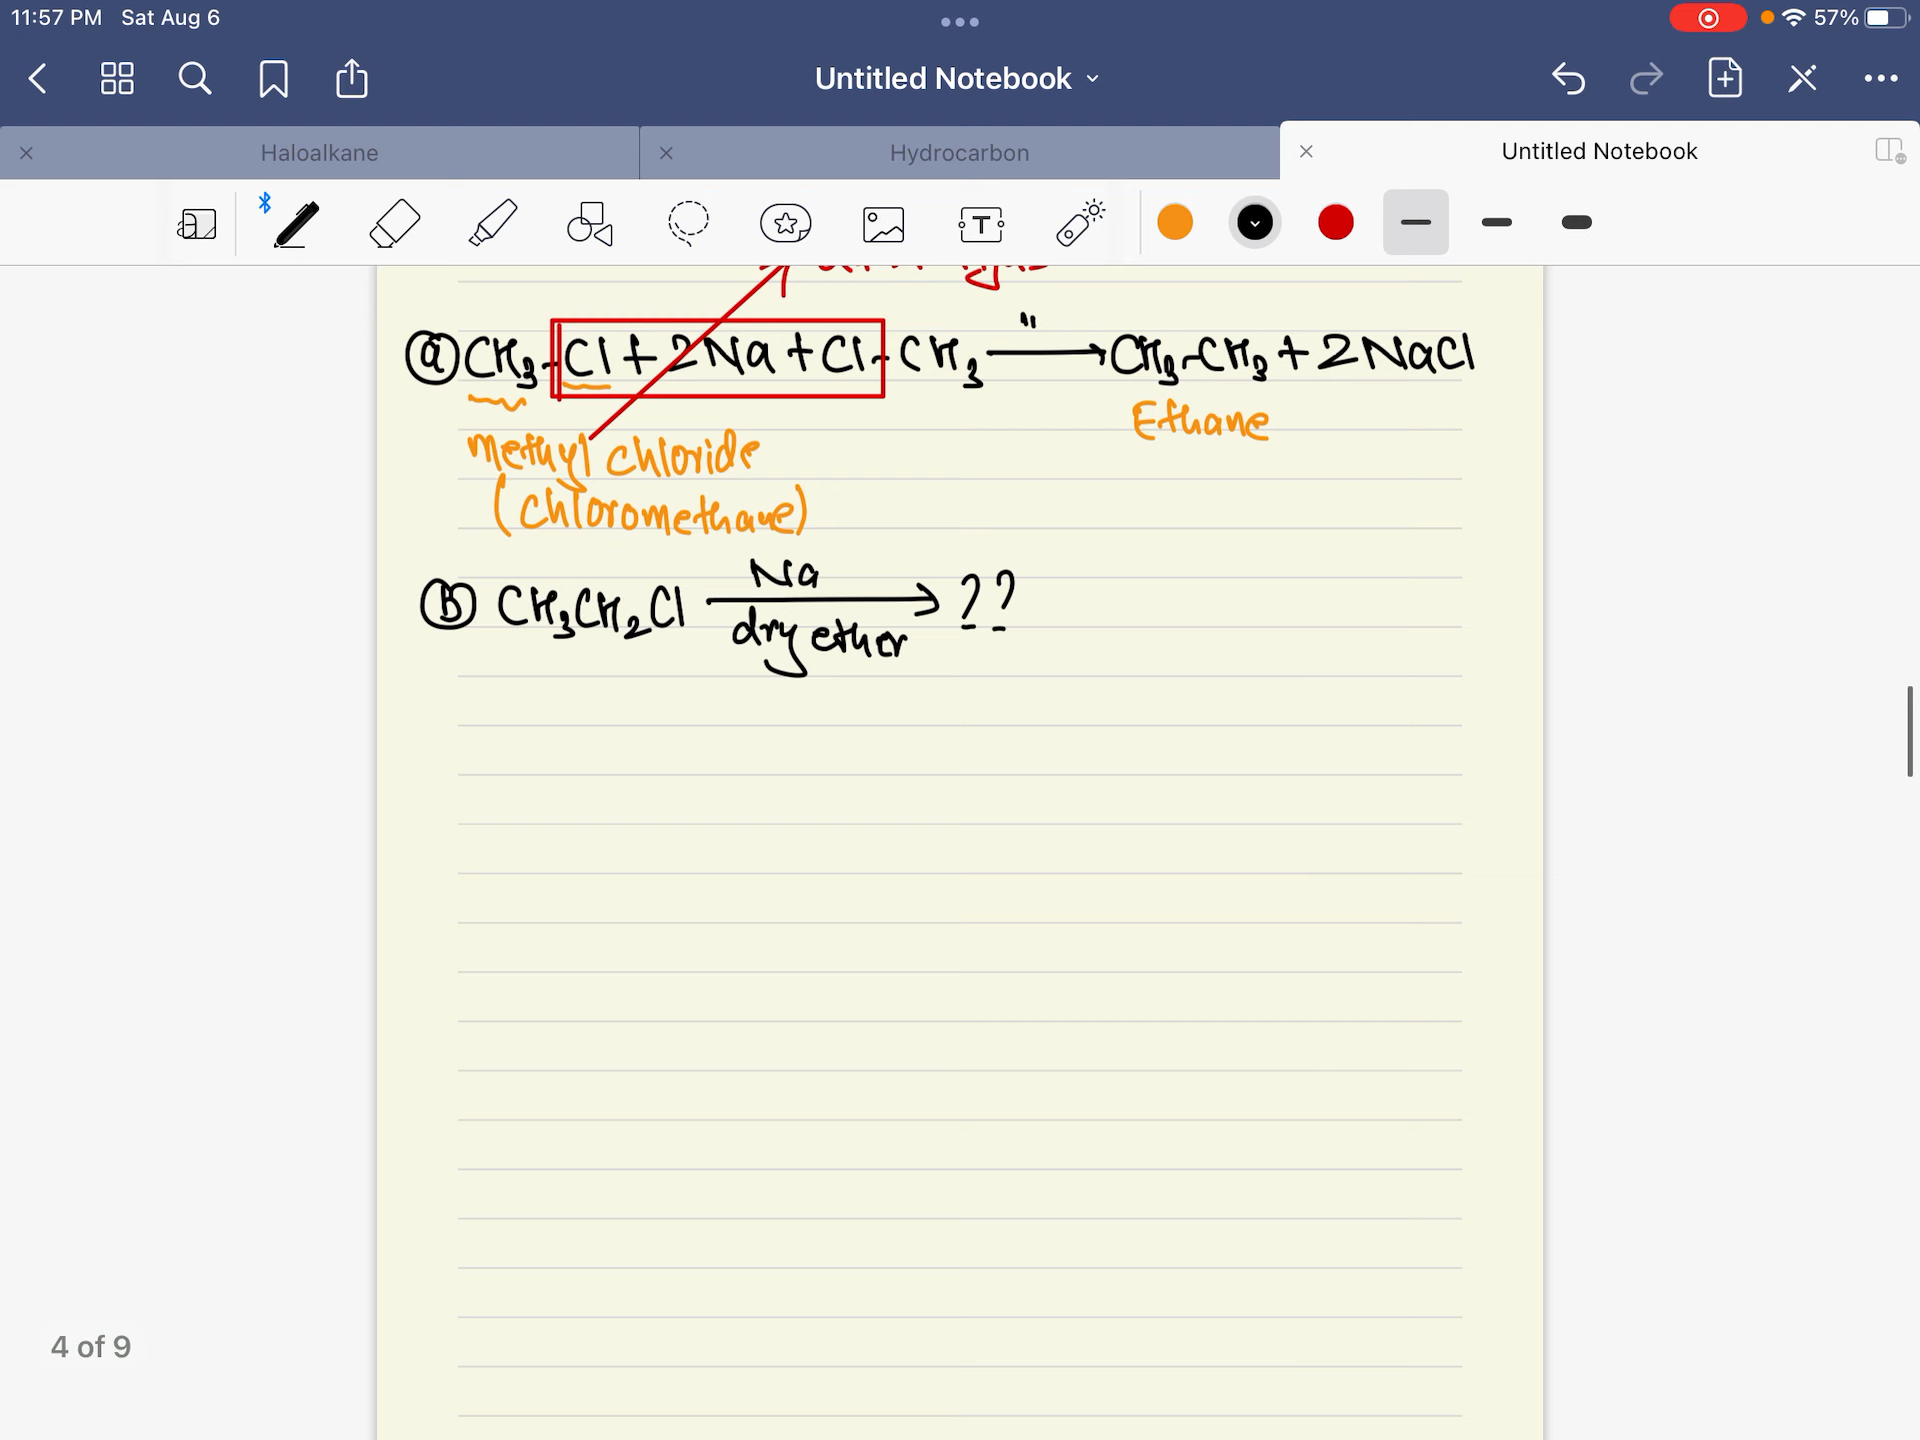 11:57 PM Sat Aug 6
57%
Untitled Notebook
Haloalkane
Hydrocarbon
Untitled Notebook
T
ⓐ CH₃-Cl + 2Na + Cl-CH₃ → CH₃-CH₃ + 2NaCl
Ethane
Methyl chloride
(Chloromethane)
Na
Ⓑ CH₃CH₂Cl → ??
dry ether
4 of 9